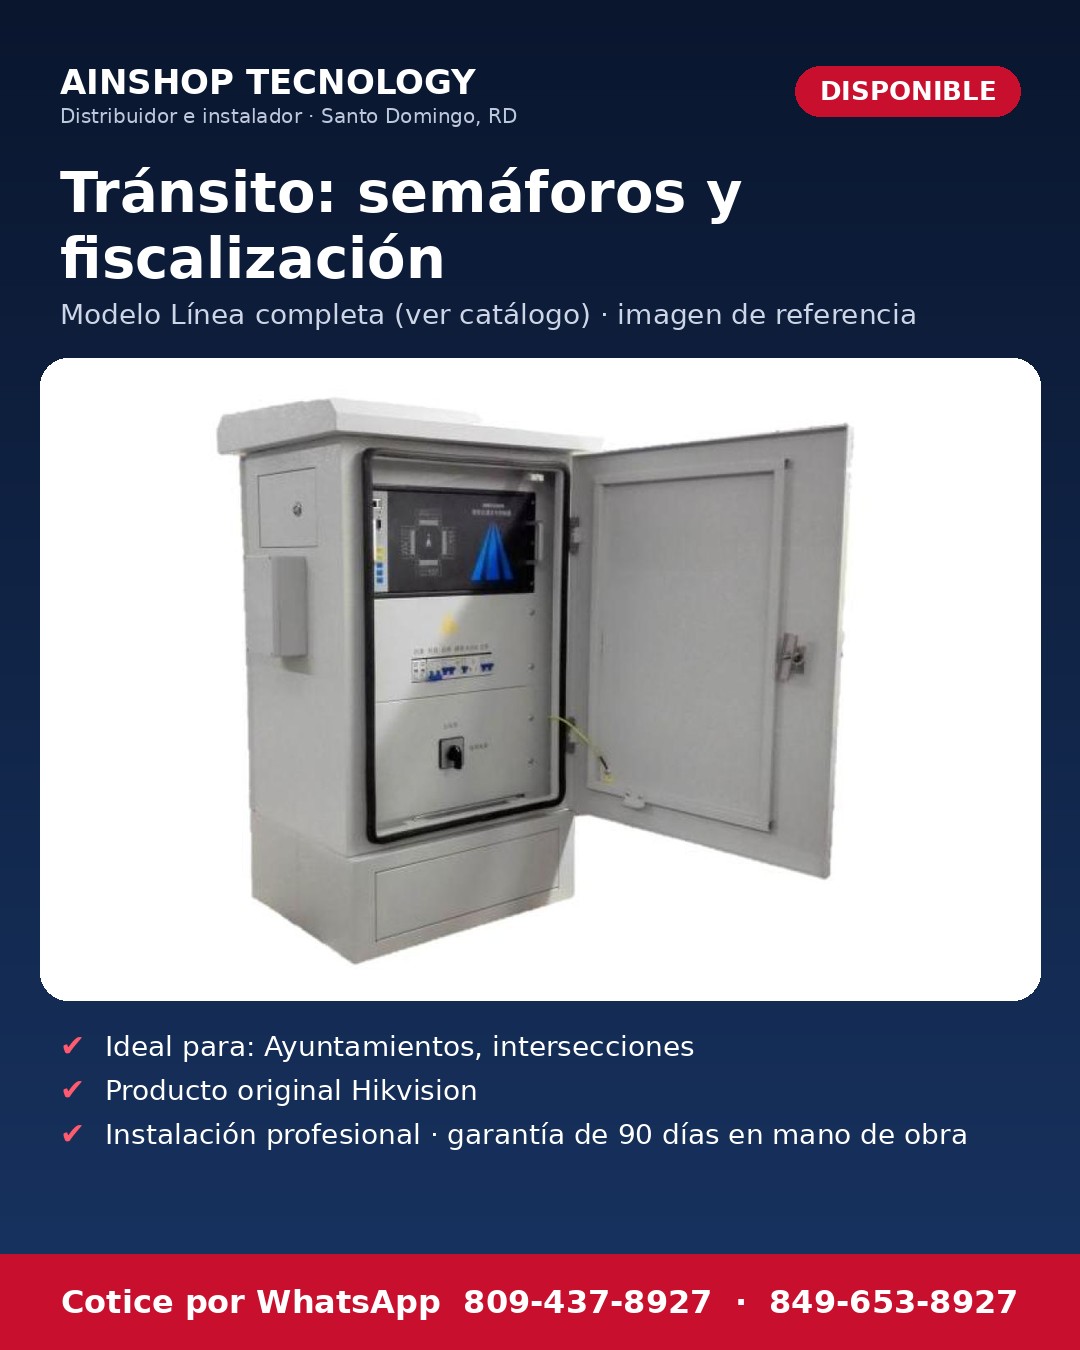 AINSHOP TECNOLOGY
Distribuidor e instalador · Santo Domingo, RD
DISPONIBLE
Tránsito: semáforos y
fiscalización
Modelo Línea completa (ver catálogo) · imagen de referencia
✔ Ideal para: Ayuntamientos, intersecciones
✔ Producto original Hikvision
✔ Instalación profesional · garantía de 90 días en mano de obra
Cotice por WhatsApp 809-437-8927 · 849-653-8927